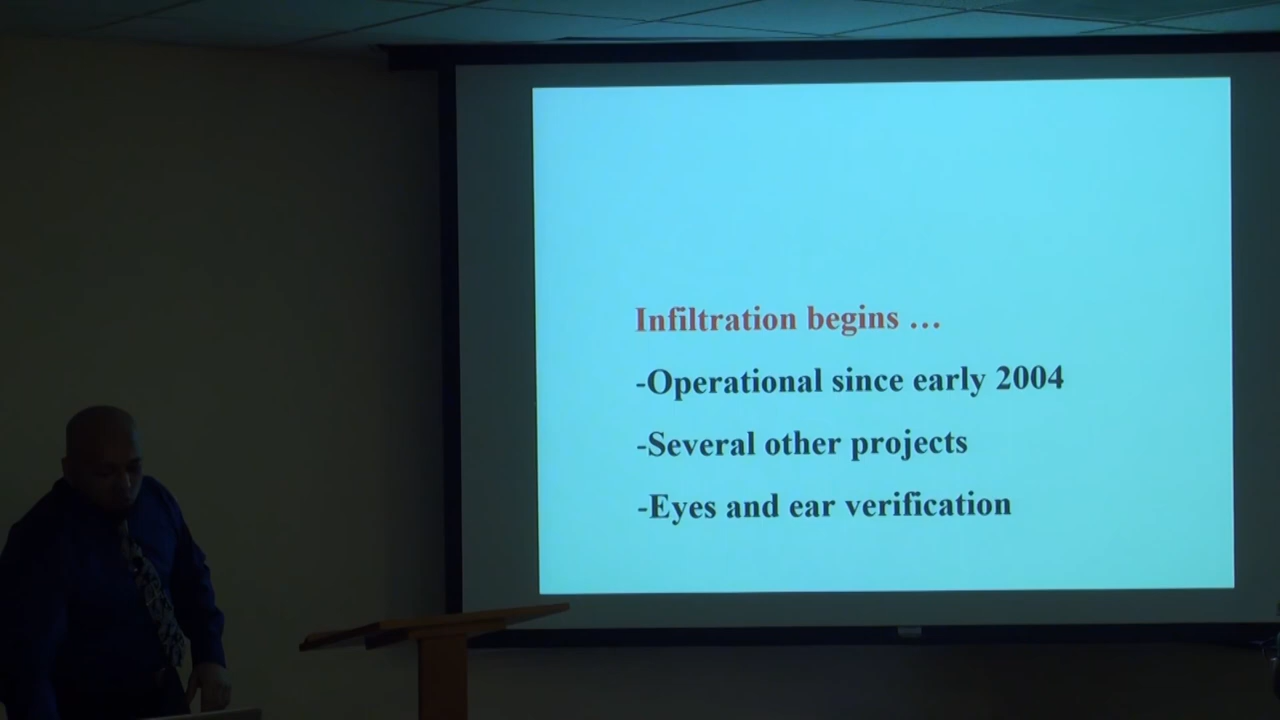 Infiltration begins …
-Operational since early 2004
-Several other projects
-Eyes and ear verification